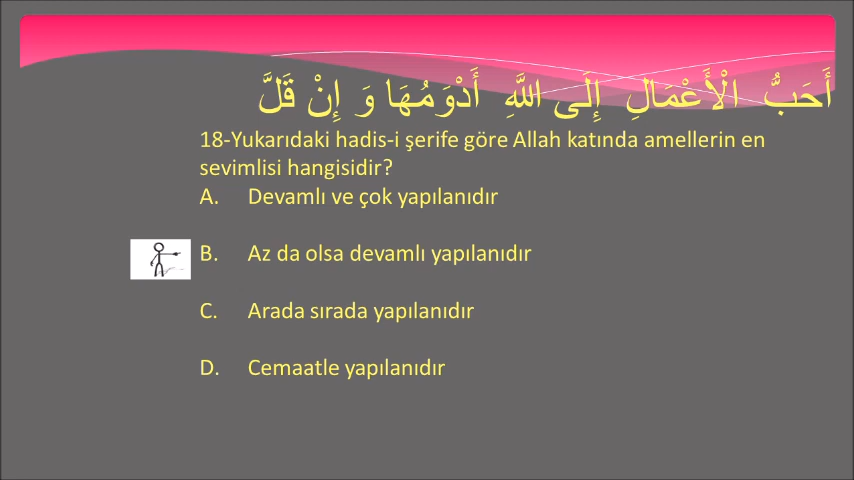 أَحَبُّ الْأَعْمَالِ إِلَى اللَّهِ أَدْوَمُهَا وَ إِنْ قَلَّ
18-Yukarıdaki hadis-i şerife göre Allah katında amellerin en
sevimlisi hangisidir?
A. Devamlı ve çok yapılanıdır
B. Az da olsa devamlı yapılanıdır
C. Arada sırada yapılanıdır
D. Cemaatle yapılanıdır